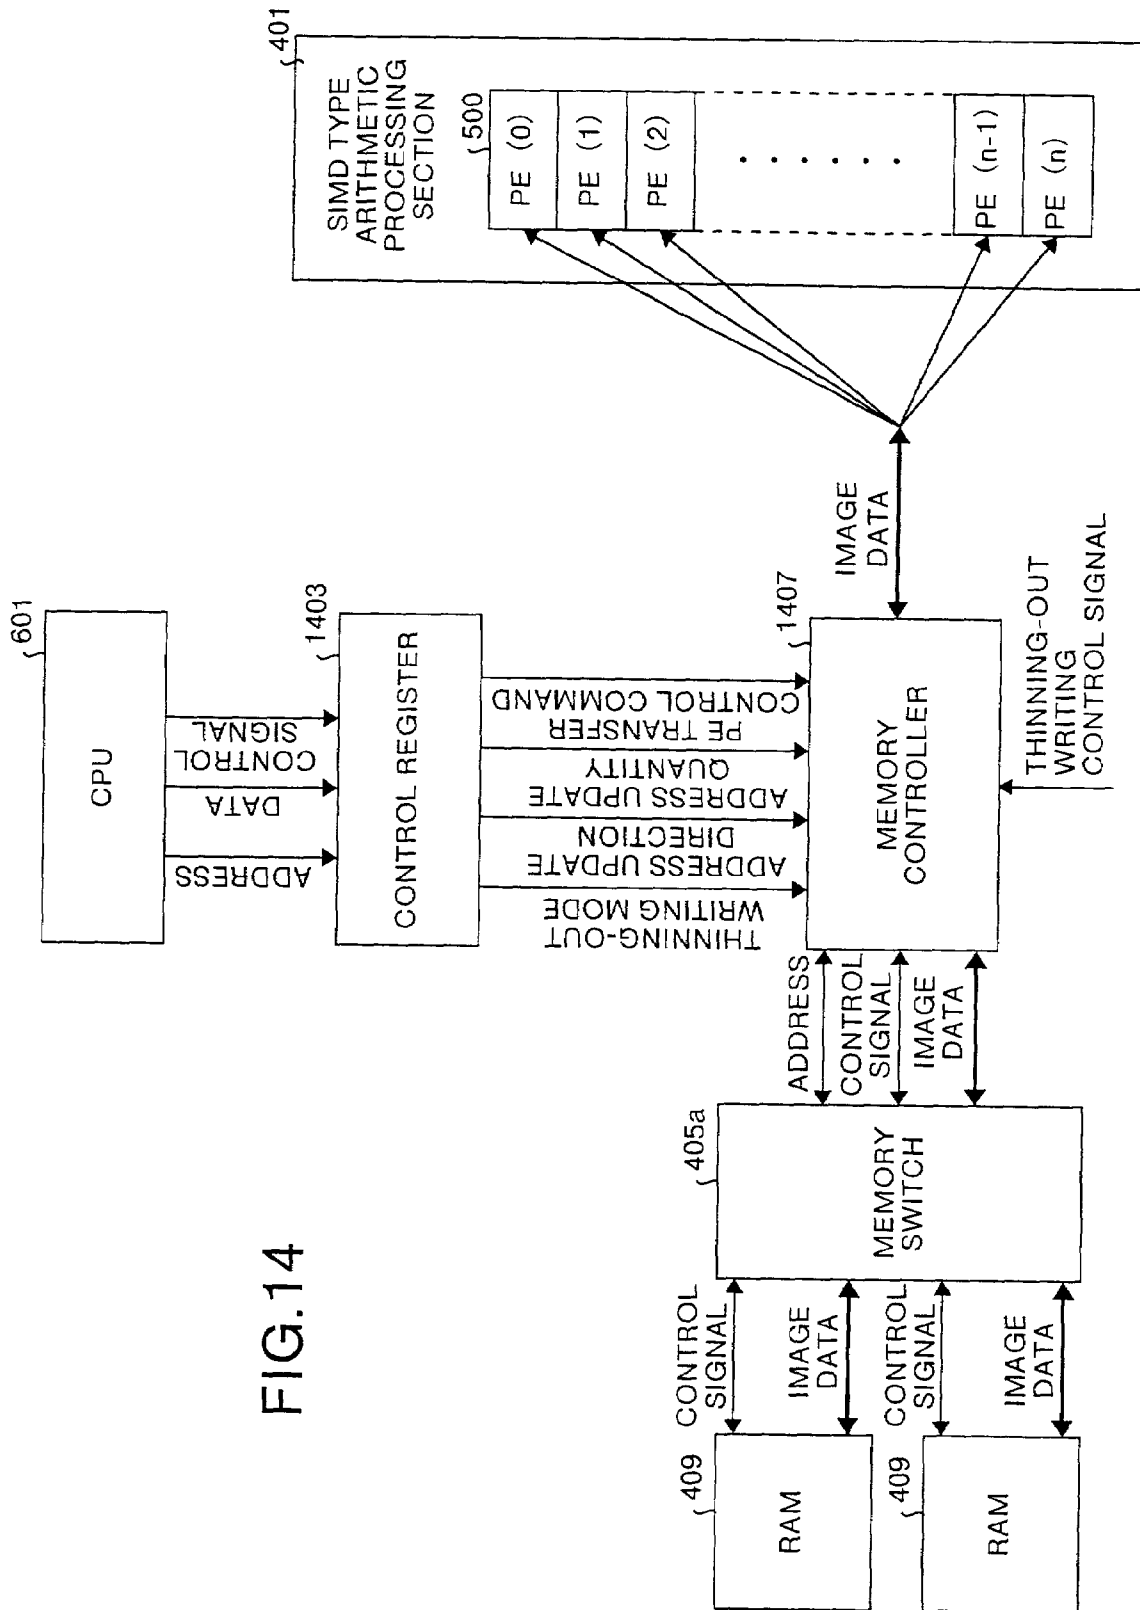 FIG.14
601
CPU
ADDRESS
DATA
CONTROL
SIGNAL
1403
CONTROL REGISTER
THINNING-OUT
WRITING MODE
ADDRESS UPDATE
DIRECTION
ADDRESS UPDATE
QUANTITY
PE TRANSFER
CONTROL COMMAND
409
RAM
409
RAM
CONTROL
SIGNAL
IMAGE
DATA
CONTROL
SIGNAL
IMAGE
DATA
405a
MEMORY
SWITCH
ADDRESS
CONTROL
SIGNAL
IMAGE
DATA
1407
MEMORY
CONTROLLER
THINNING-OUT
WRITING
CONTROL SIGNAL
IMAGE
DATA
401
SIMD TYPE
ARITHMETIC
PROCESSING
SECTION
500
PE (0)
PE (1)
PE (2)
PE (n-1)
PE (n)